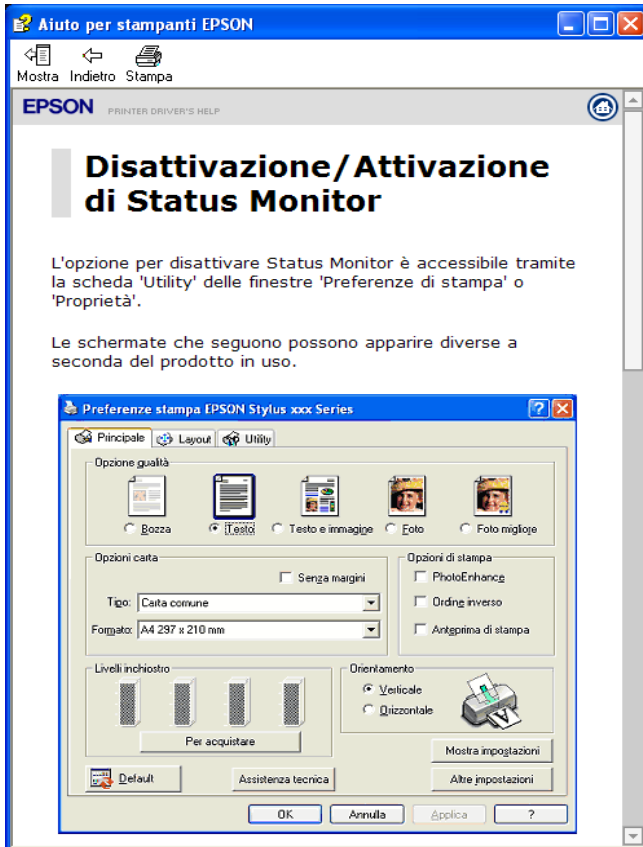 Aiuto per stampanti EPSON
Mostra Indietro Stampa
EPSON PRINTER DRIVER'S HELP
Disattivazione/Attivazione
di Status Monitor
L'opzione per disattivare Status Monitor è accessibile tramite
la scheda 'Utility' delle finestre 'Preferenze di stampa' o
'Proprietà'.
Le schermate che seguono possono apparire diverse a
seconda del prodotto in uso.
Preferenze stampa EPSON Stylus xxx Series
Principale Layout Utility
Opzione qualità
Bozza Testo Testo e immagine Foto Foto migliore
Opzioni carta
Senza margini
Tipo: Carta comune
Formato: A4 297 x 210 mm
Opzioni di stampa
PhotoEnhance
Ordine inverso
Anteprima di stampa
Livelli inchiostro
Per acquistare
Orientamento
Verticale
Orizzontale
Mostra impostazioni
Default Assistenza tecnica Altre impostazioni
OK Annulla Applica ?